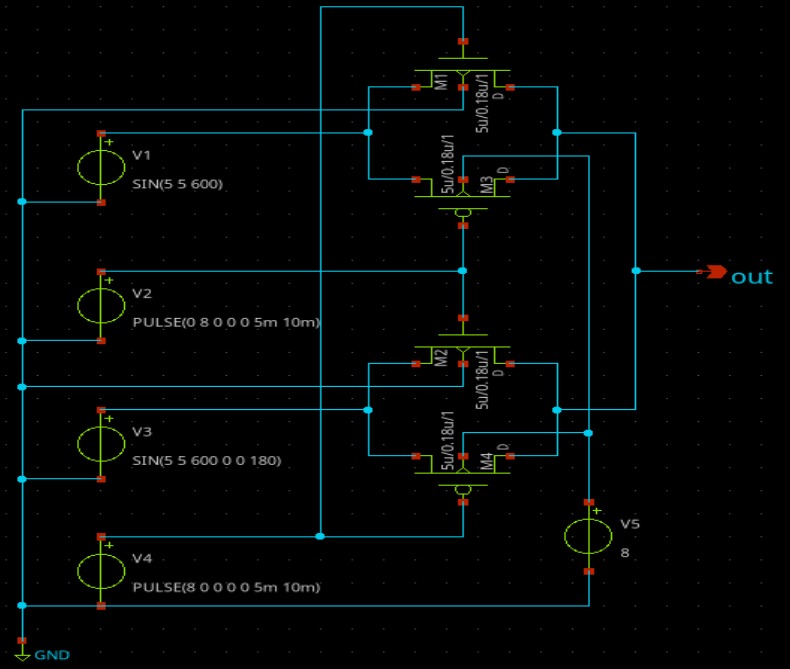 M1
5u/0.18u/1
D
V1
SIN(5 5 600)
5u/0.18u/1
M3
D
V2
PULSE(0 8 0 0 0 5m 10m)
out
M2
5u/0.18u/1
D
V3
SIN(5 5 600 0 0 180)
5u/0.18u/1
M4
D
V4
PULSE(8 0 0 0 0 5m 10m)
V5
8
GND